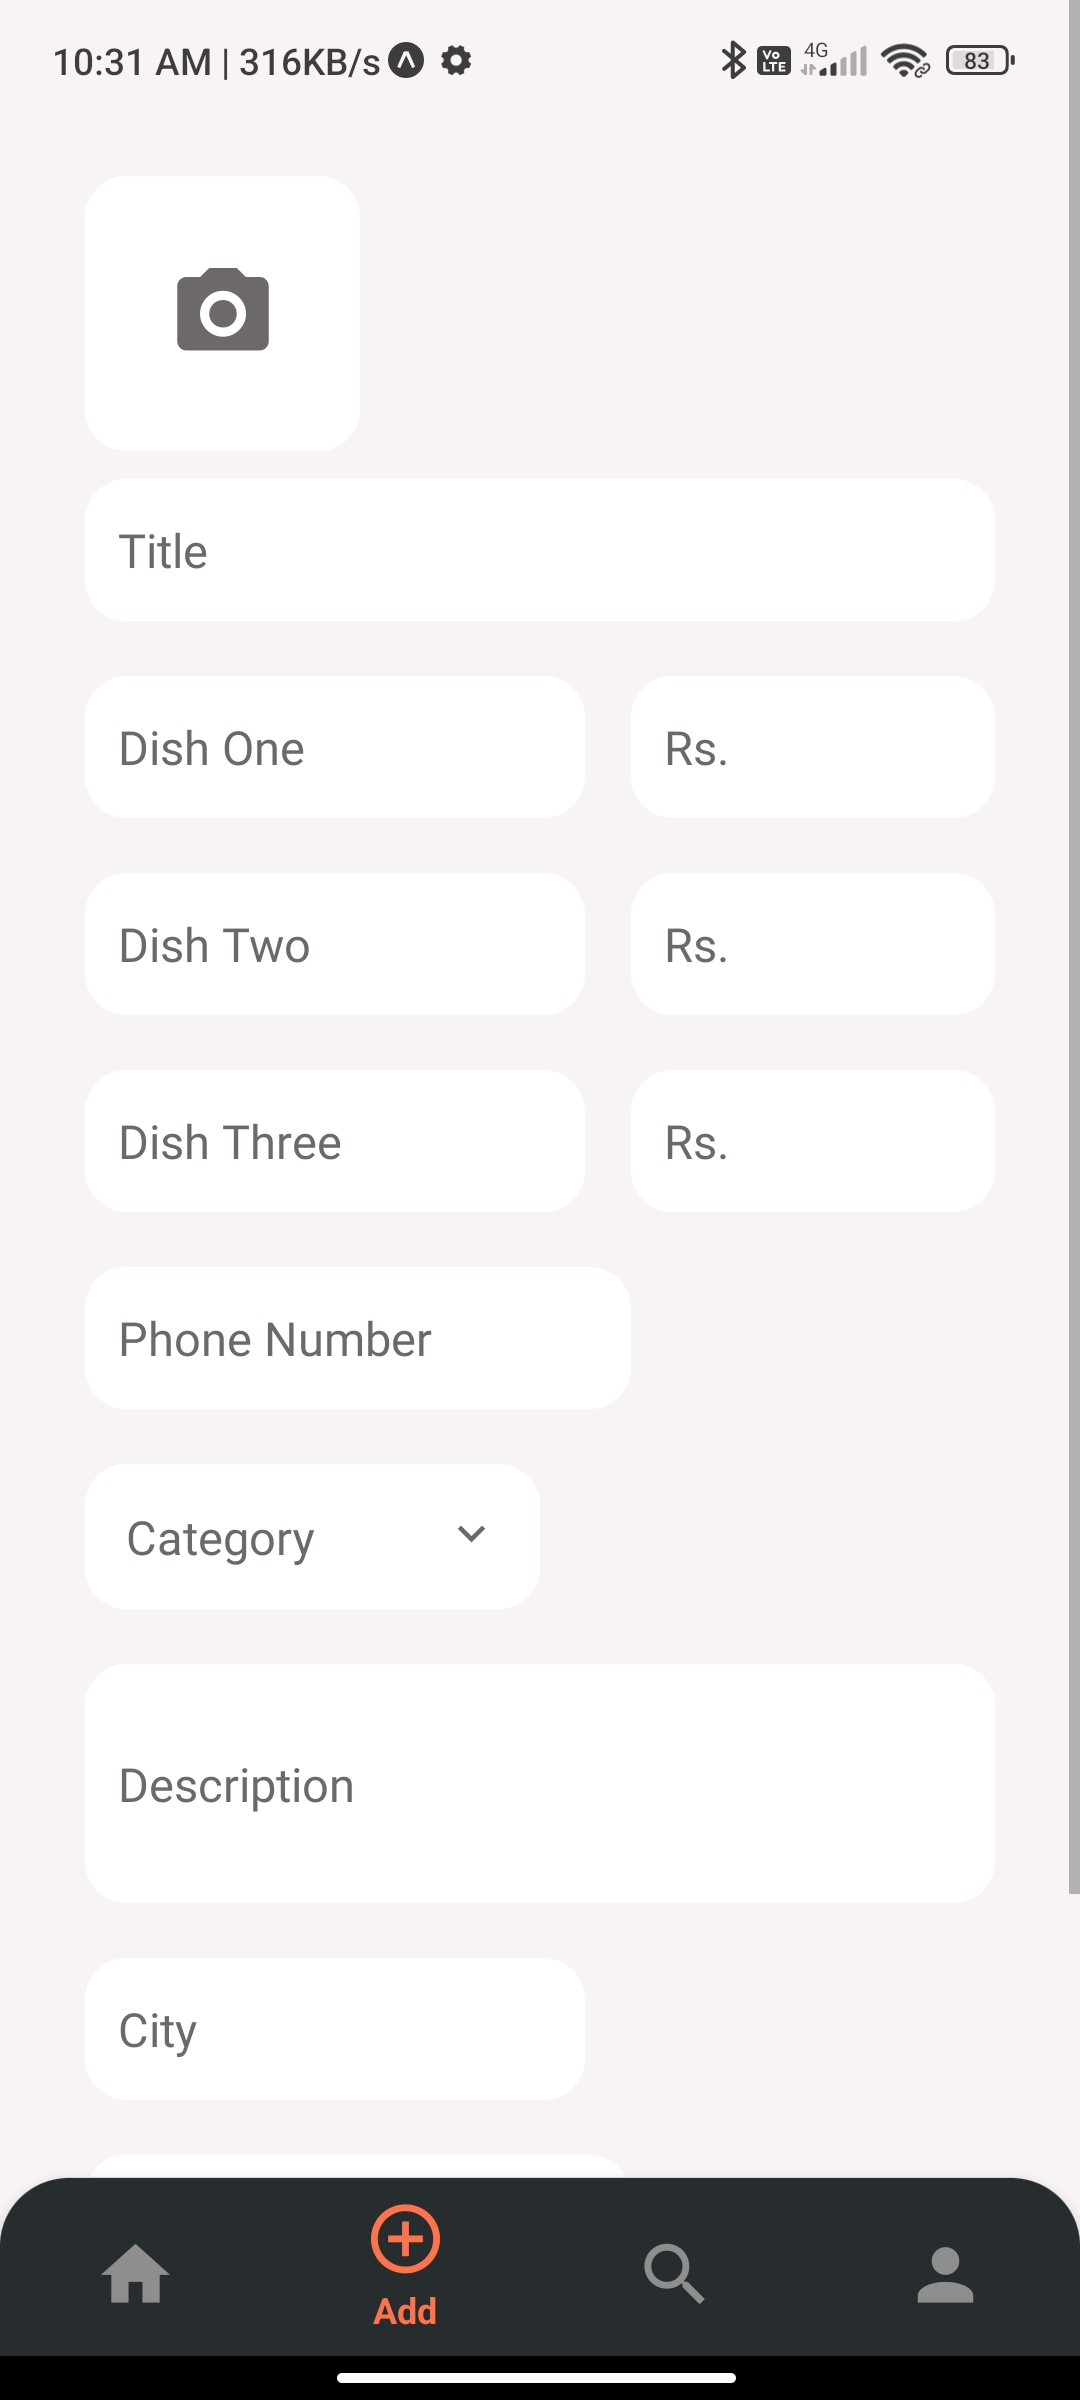 10:31 AM | 316KB/s
Vo LTE
4G
83
Title
Dish One
Rs.
Dish Two
Rs.
Dish Three
Rs.
Phone Number
Category
Description
City
Add